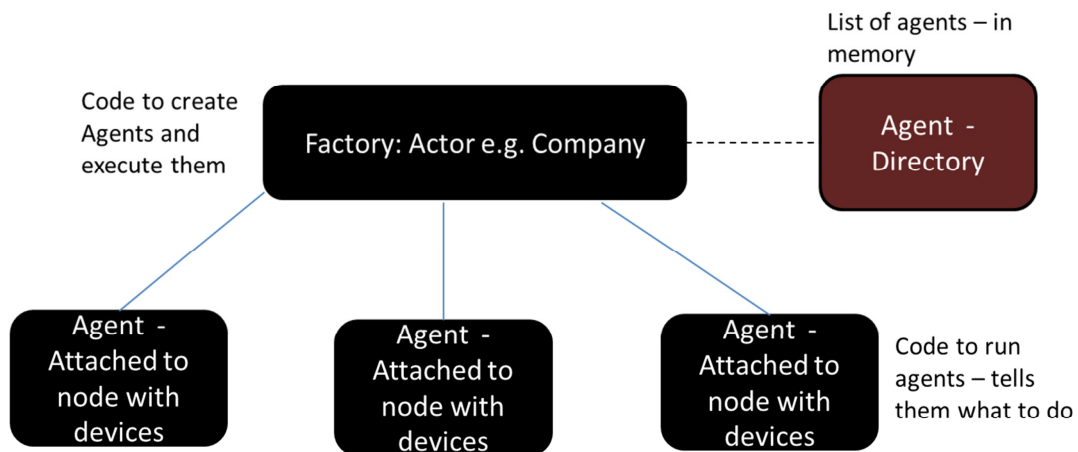 List of agents – in
memory
Code to create
Agents and
execute them
Factory: Actor e.g. Company
Agent -
Directory
Agent -
Attached to
node with
devices
Agent -
Attached to
node with
devices
Agent -
Attached to
node with
devices
Code to run
agents – tells
them what to do